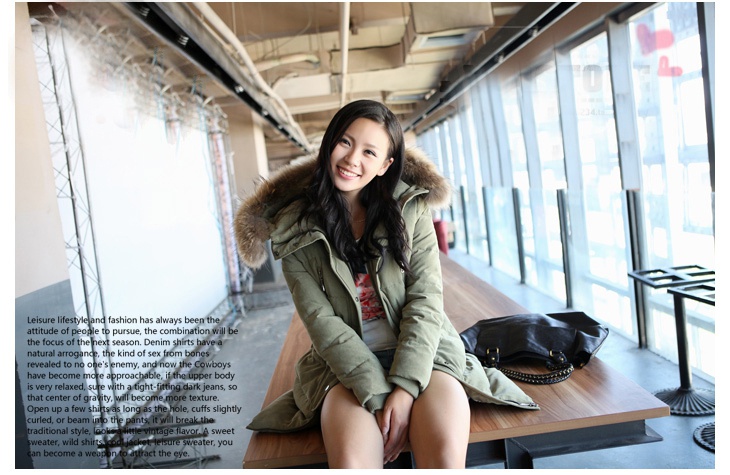 Leisure lifestyle and fashion has always been the
attitude of people to pursue, the combination will be
the focus of the next season. Denim shirts have a
natural arrogance, the kind of sex from bones
revealed to no one's enemy, and now the Cowboys
have become more approachable, if the upper body
is very relaxed, sure with a tight-fitting dark jeans, so
that center of gravity, will become more texture.
Open up a few shirts as long as the hole, cuffs slightly
curled, or beam into the pants, it will break the
traditional style, looks a little vintage flavor. A sweet
sweater, wild shirts, cool jacket, leisure sweater, you
can become a weapon to attract the eye.